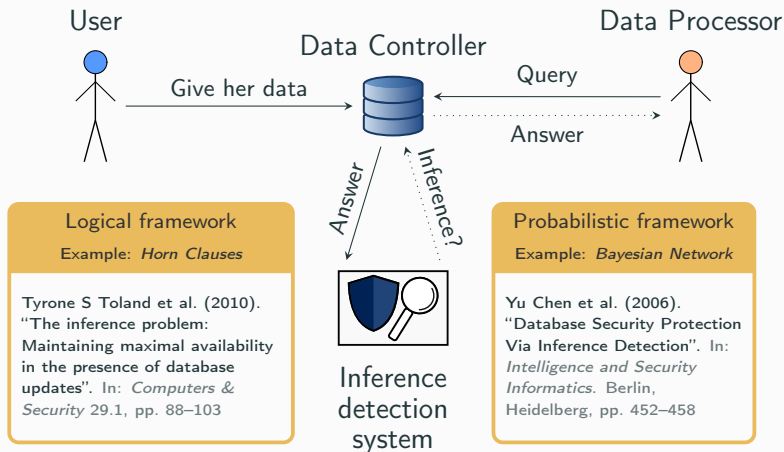 User
Data Controller
Data Processor
Give her data
Query
Answer
Answer
Inference?
Logical framework
Example: Horn Clauses
Tyrone S Toland et al. (2010).
“The inference problem:
Maintaining maximal availability
in the presence of database
updates”. In: Computers &
Security 29.1, pp. 88–103
Inference
detection
system
Probabilistic framework
Example: Bayesian Network
Yu Chen et al. (2006).
“Database Security Protection
Via Inference Detection”. In:
Intelligence and Security
Informatics. Berlin,
Heidelberg, pp. 452–458